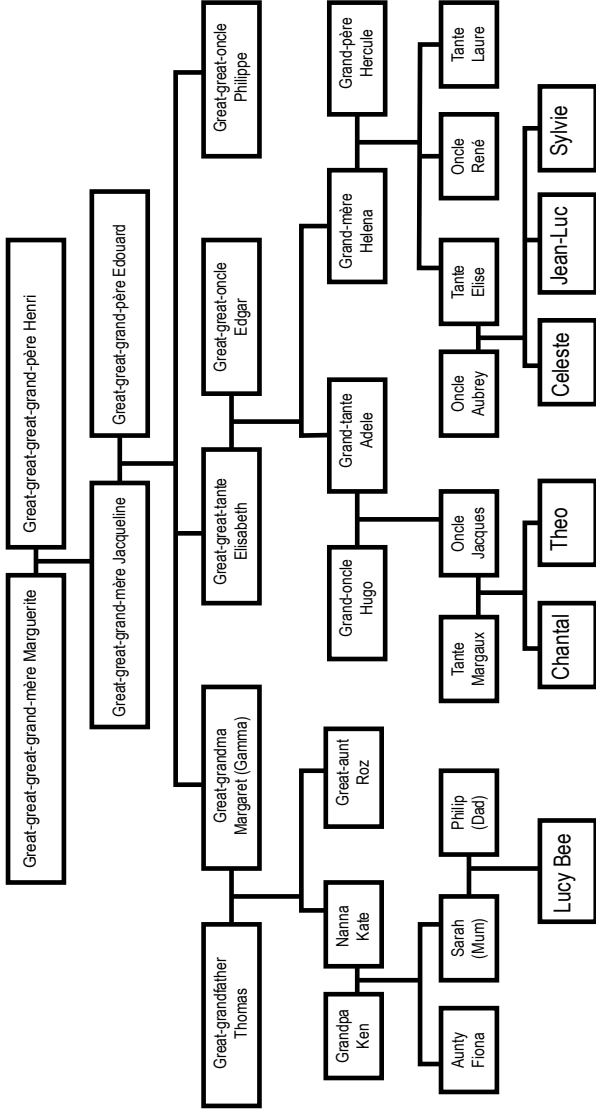 Great-great-great-grand-mère Marguerite
Great-great-great-grand-père Henri
Great-great-grand-mère Jacqueline
Great-great-grand-père Edouard
Great-grandfather
Thomas
Great-grandma
Margaret (Gamma)
Great-great-tante
Elisabeth
Great-great-oncle
Edgar
Great-great-oncle
Philippe
Grandpa
Ken
Nanna
Kate
Great-aunt
Roz
Grand-oncle
Hugo
Grand-tante
Adele
Grand-mère
Helena
Grand-père
Hercule
Aunty
Fiona
Sarah
(Mum)
Philip
(Dad)
Tante
Margaux
Oncle
Jacques
Oncle
Aubrey
Tante
Elise
Oncle
René
Tante
Laure
Lucy Bee
Chantal
Theo
Celeste
Jean-Luc
Sylvie